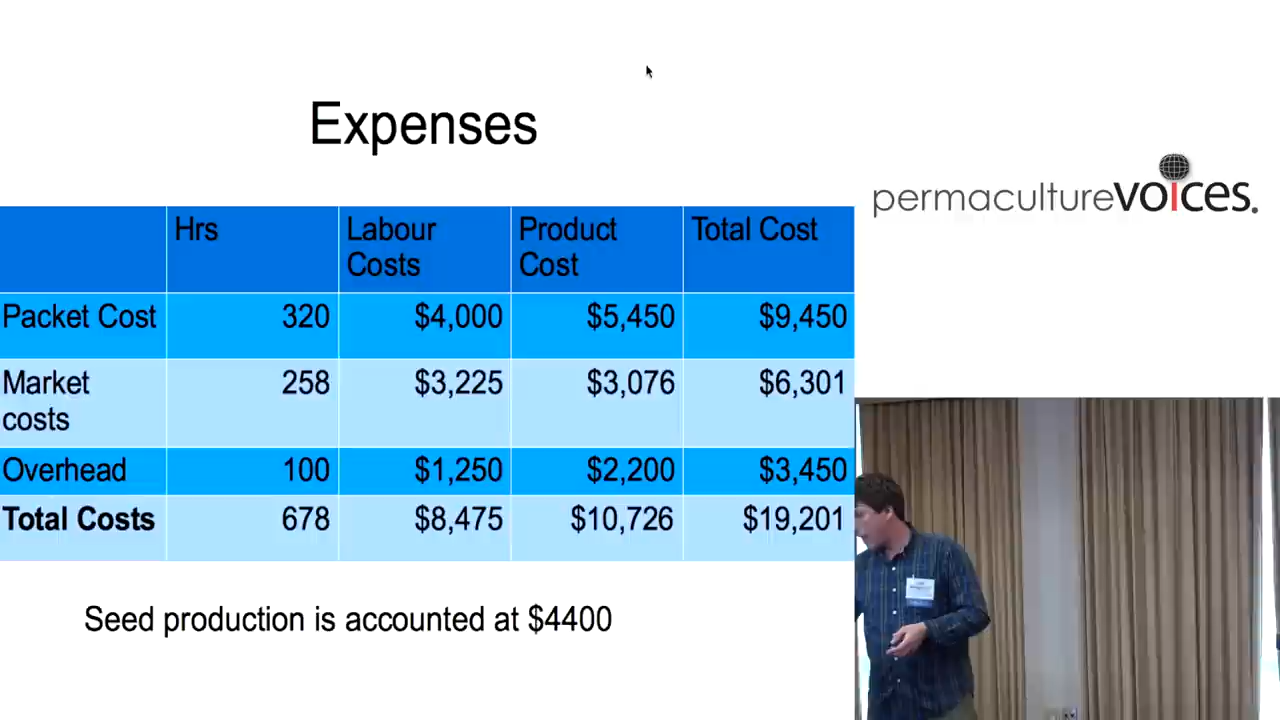 Expenses
permaculturevoices.
Hrs Labour Costs Product Cost Total Cost
Packet Cost 320 $4,000 $5,450 $9,450
Market costs 258 $3,225 $3,076 $6,301
Overhead 100 $1,250 $2,200 $3,450
Total Costs 678 $8,475 $10,726 $19,201
Seed production is accounted at $4400